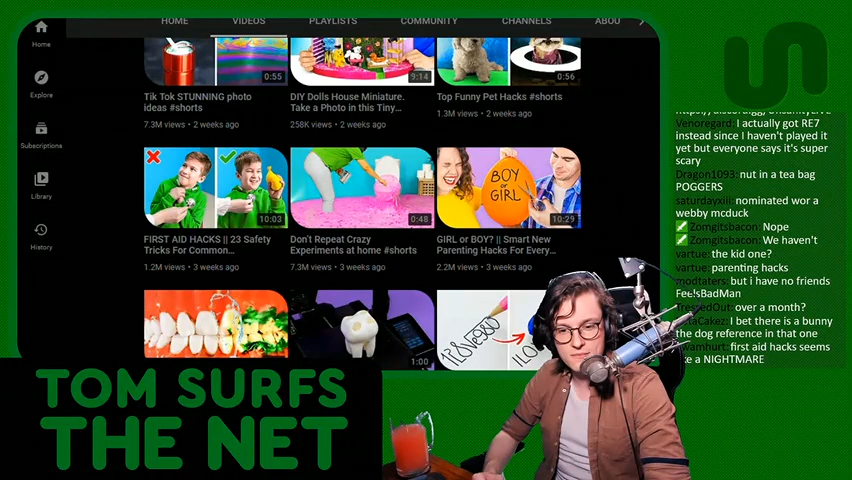 HOME VIDEOS PLAYLISTS COMMUNITY CHANNELS ABOU
Home
Explore
Subscriptions
Library
History
0:55
9:14
0:56
Tik Tok STUNNING photo
ideas #shorts
7.3M views • 2 weeks ago
DIY Dolls House Miniature.
Take a Photo in this Tiny...
258K views • 2 weeks ago
Top Funny Pet Hacks #shorts
1.3M views • 2 weeks ago
10:03
0:48
BOY
or
GIRL
10:29
FIRST AID HACKS || 23 Safety
Tricks For Common...
1.2M views • 3 weeks ago
Don't Repeat Crazy
Experiments at home #shorts
7.3M views • 3 weeks ago
GIRL or BOY? || Smart New
Parenting Hacks For Every...
2.2M views • 3 weeks ago
1:00
TOM SURFS
THE NET
Venoregard: I actually got RE7
instead since I haven't played it
yet but everyone says it's super
scary
Dragon1093: nut in a tea bag
POGGERS
saturdayxiii: nominated wor a
webby mcduck
Zomgitsbacon: Nope
Zomgitsbacon: We haven't
vartue: the kid one?
vartue: parenting hacks
modtaters: but i have no friends
FeelsBadMan
TressedOut: over a month?
I bet there is a bunny
the dog reference in that one
first aid hacks seems
a NIGHTMARE